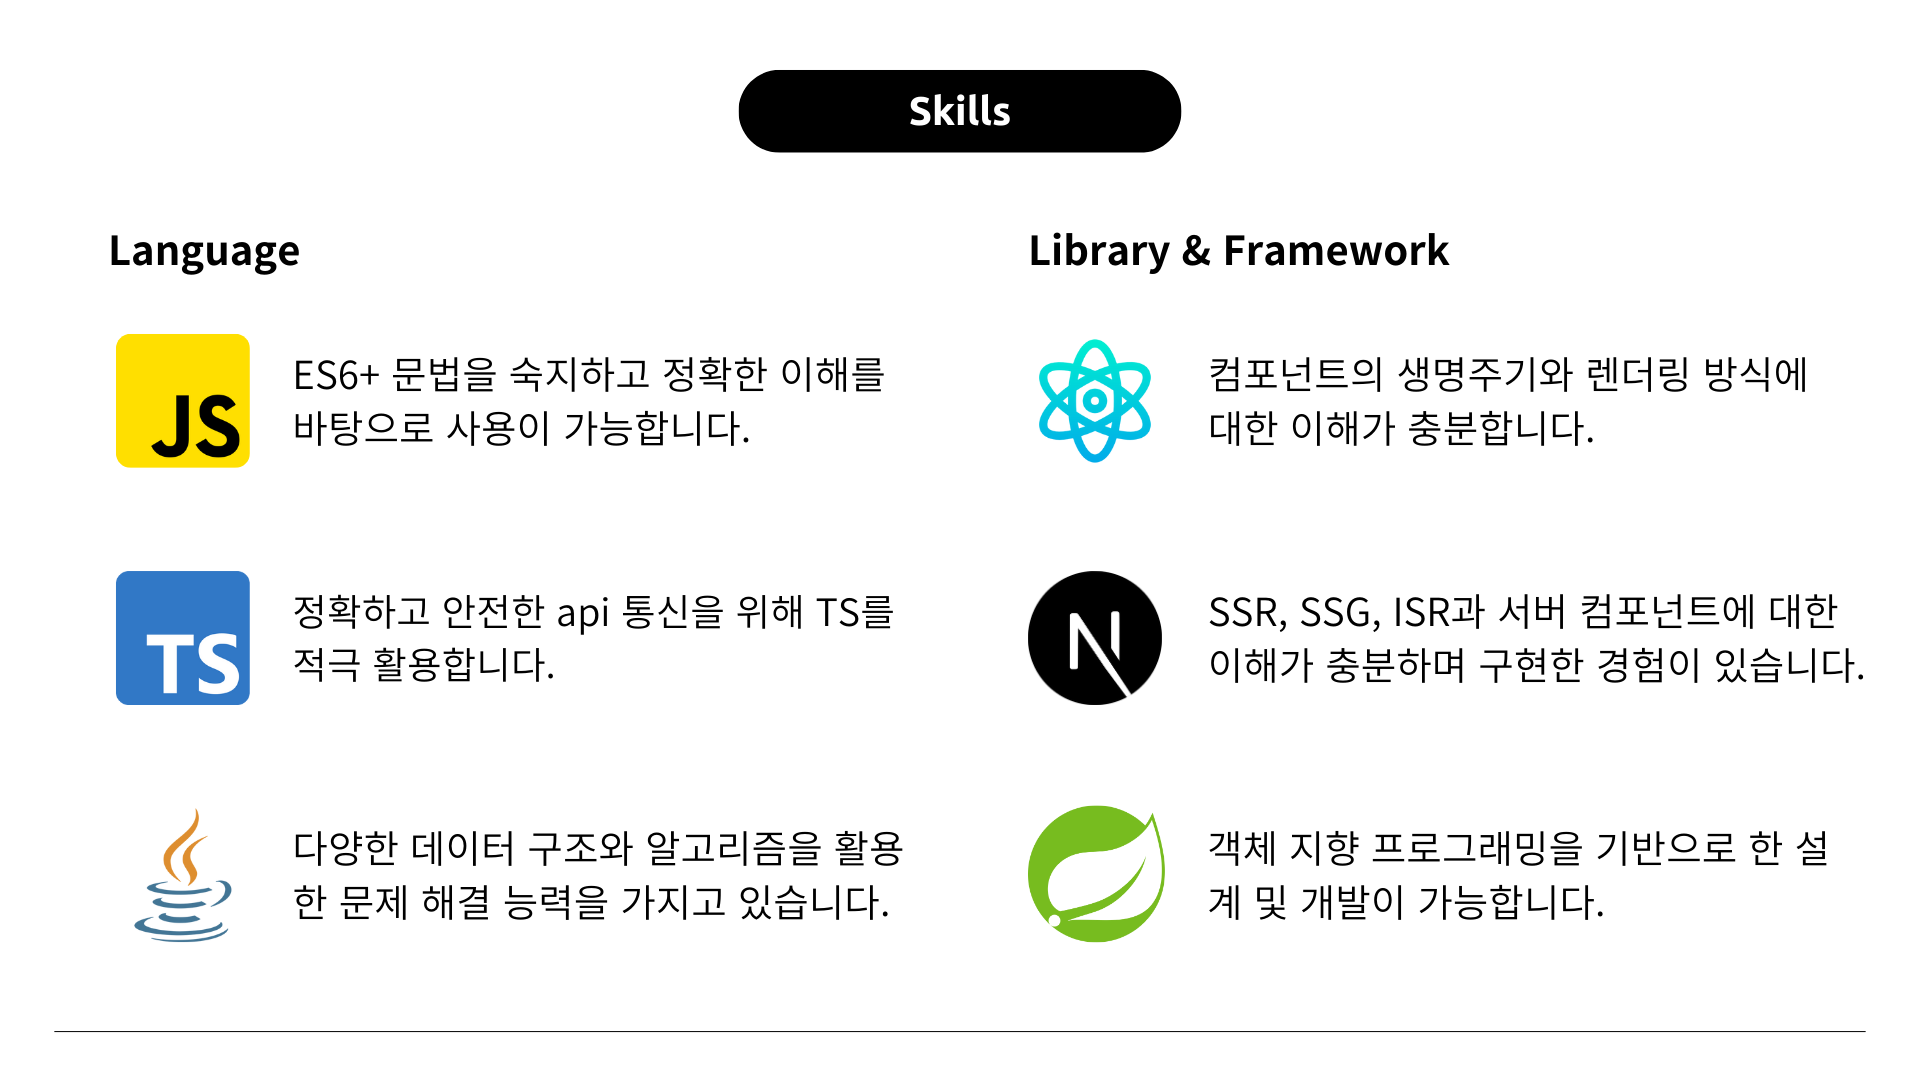 Skills
Language
JS
ES6+ 문법을 숙지하고 정확한 이해를
바탕으로 사용이 가능합니다.
TS
정확하고 안전한 api 통신을 위해 TS를
적극 활용합니다.
다양한 데이터 구조와 알고리즘을 활용
한 문제 해결 능력을 가지고 있습니다.
Library & Framework
컴포넌트의 생명주기와 렌더링 방식에
대한 이해가 충분합니다.
N
SSR, SSG, ISR과 서버 컴포넌트에 대한
이해가 충분하며 구현한 경험이 있습니다.
객체 지향 프로그래밍을 기반으로 한 설
계 및 개발이 가능합니다.